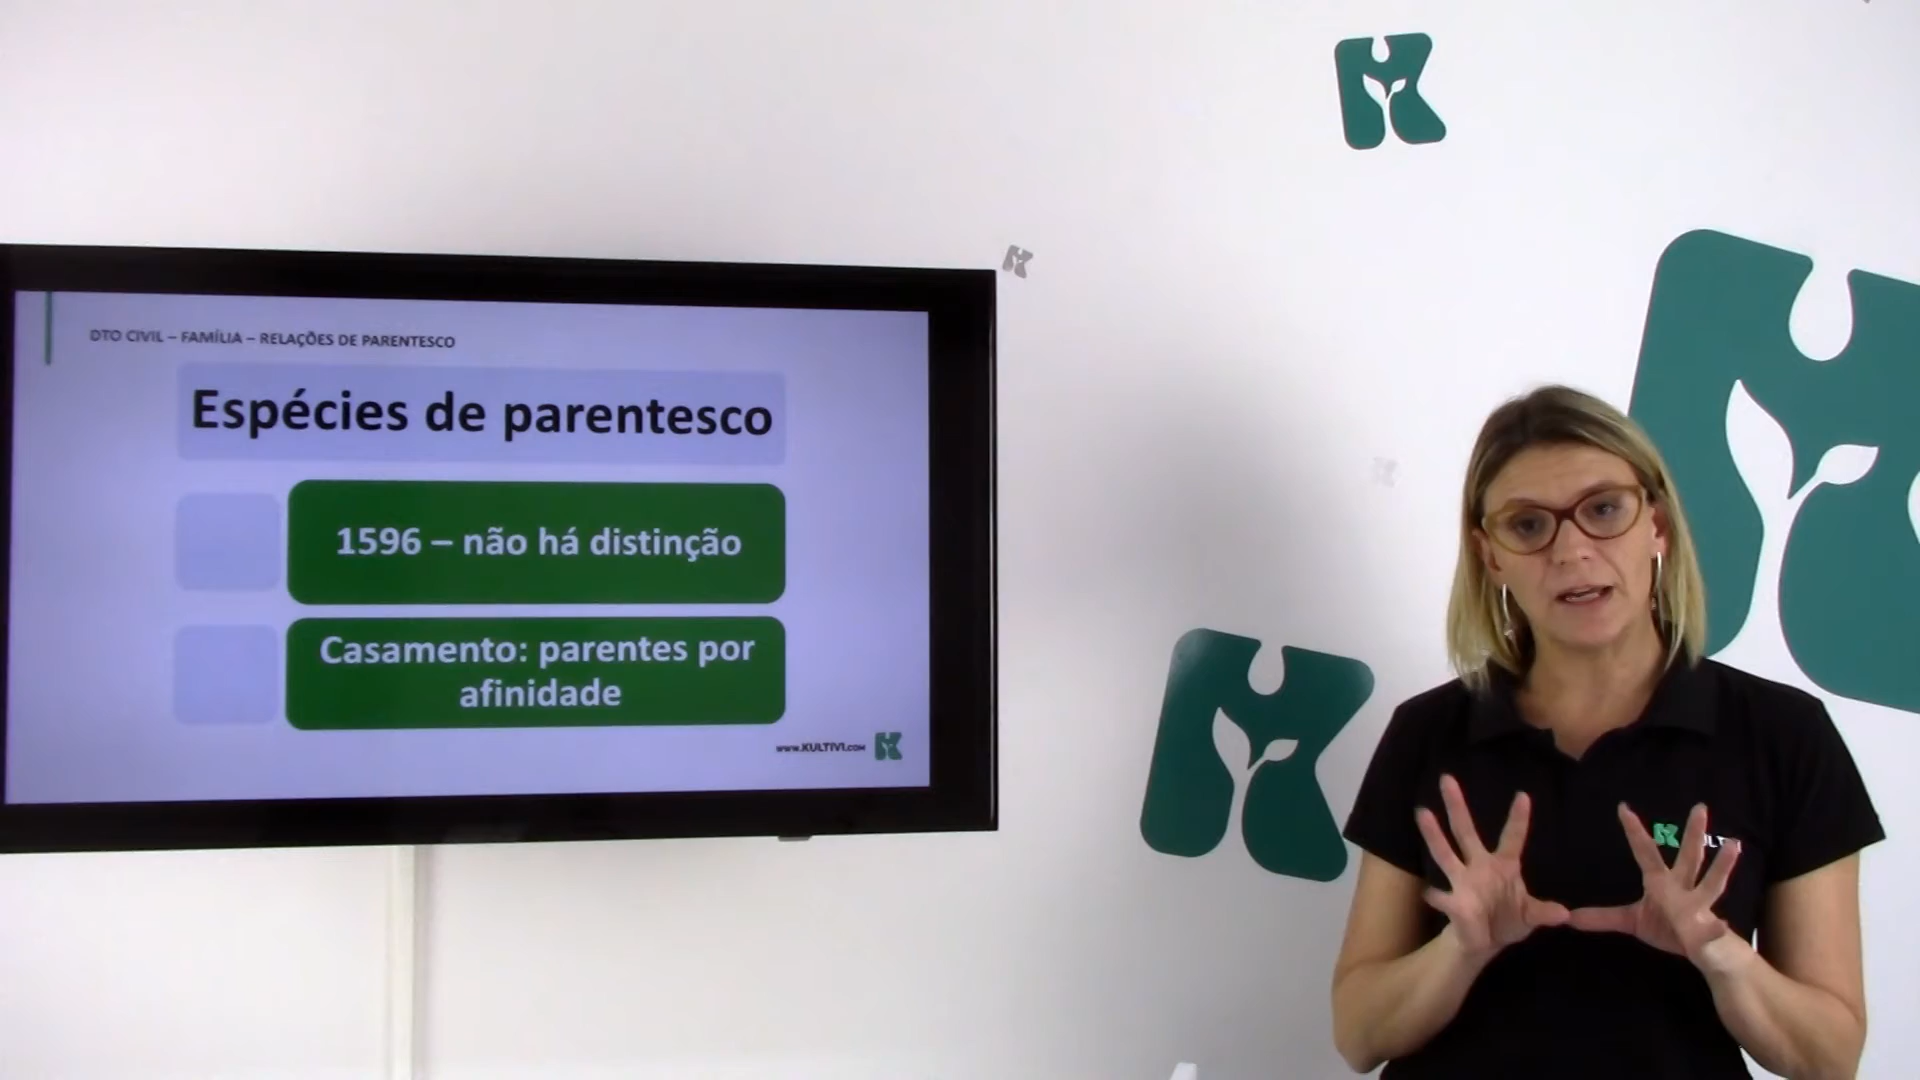 DTO CIVIL – FAMÍLIA – RELAÇÕES DE PARENTESCO
Espécies de parentesco
1596 – não há distinção
Casamento: parentes por
afinidade
www.KULTIVI.com